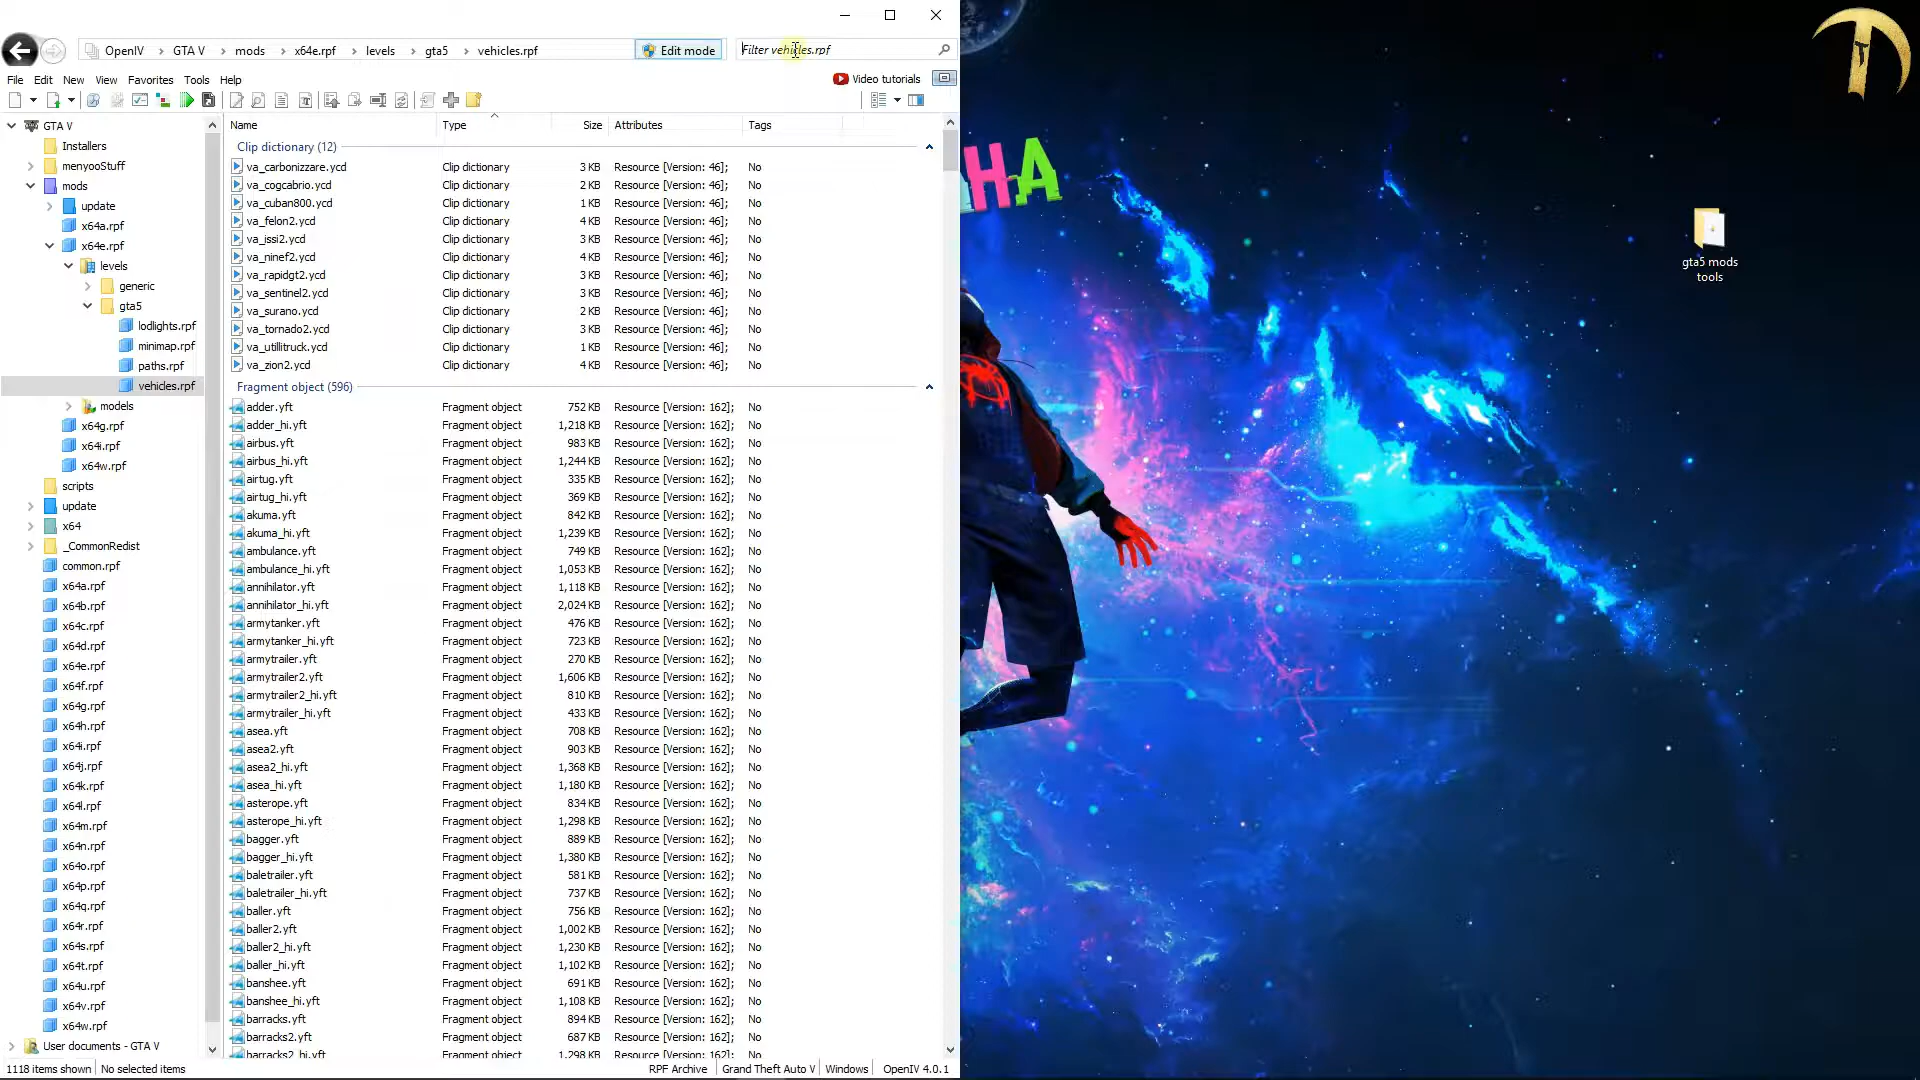 OpenIV GTA V mods x64e.rpf levels gta5 vehicles.rpf Edit mode Filter vehicles.rpf
File Edit New View Favorites Tools Help Video tutorials
Name Type Size Attributes Tags
GTA V
Installers
menyooStuff
mods
update
x64a.rpf
x64e.rpf
levels
generic
gta5
lodlights.rpf
minimap.rpf
paths.rpf
vehicles.rpf
models
x64g.rpf
x64i.rpf
x64w.rpf
scripts
update
x64
_CommonRedist
common.rpf
x64a.rpf
x64b.rpf
x64c.rpf
x64d.rpf
x64e.rpf
x64f.rpf
x64g.rpf
x64h.rpf
x64i.rpf
x64j.rpf
x64k.rpf
x64l.rpf
x64m.rpf
x64n.rpf
x64o.rpf
x64p.rpf
x64q.rpf
x64r.rpf
x64s.rpf
x64t.rpf
x64u.rpf
x64v.rpf
x64w.rpf
User documents - GTA V
Clip dictionary (12)
va_carbonizzare.ycd Clip dictionary 3 KB Resource [Version: 46]; No
va_cogcabrio.ycd Clip dictionary 2 KB Resource [Version: 46]; No
va_cuban800.ycd Clip dictionary 1 KB Resource [Version: 46]; No
va_felon2.ycd Clip dictionary 4 KB Resource [Version: 46]; No
va_issi2.ycd Clip dictionary 3 KB Resource [Version: 46]; No
va_ninef2.ycd Clip dictionary 4 KB Resource [Version: 46]; No
va_rapidgt2.ycd Clip dictionary 3 KB Resource [Version: 46]; No
va_sentinel2.ycd Clip dictionary 3 KB Resource [Version: 46]; No
va_surano.ycd Clip dictionary 2 KB Resource [Version: 46]; No
va_tornado2.ycd Clip dictionary 3 KB Resource [Version: 46]; No
va_utillitruck.ycd Clip dictionary 1 KB Resource [Version: 46]; No
va_zion2.ycd Clip dictionary 4 KB Resource [Version: 46]; No
Fragment object (596)
adder.yft Fragment object 752 KB Resource [Version: 162]; No
adder_hi.yft Fragment object 1,218 KB Resource [Version: 162]; No
airbus.yft Fragment object 983 KB Resource [Version: 162]; No
airbus_hi.yft Fragment object 1,244 KB Resource [Version: 162]; No
airtug.yft Fragment object 335 KB Resource [Version: 162]; No
airtug_hi.yft Fragment object 369 KB Resource [Version: 162]; No
akuma.yft Fragment object 842 KB Resource [Version: 162]; No
akuma_hi.yft Fragment object 1,239 KB Resource [Version: 162]; No
ambulance.yft Fragment object 749 KB Resource [Version: 162]; No
ambulance_hi.yft Fragment object 1,053 KB Resource [Version: 162]; No
annihilator.yft Fragment object 1,118 KB Resource [Version: 162]; No
annihilator_hi.yft Fragment object 2,024 KB Resource [Version: 162]; No
armytanker.yft Fragment object 476 KB Resource [Version: 162]; No
armytanker_hi.yft Fragment object 723 KB Resource [Version: 162]; No
armytrailer.yft Fragment object 270 KB Resource [Version: 162]; No
armytrailer2.yft Fragment object 1,606 KB Resource [Version: 162]; No
armytrailer2_hi.yft Fragment object 810 KB Resource [Version: 162]; No
armytrailer_hi.yft Fragment object 433 KB Resource [Version: 162]; No
asea.yft Fragment object 708 KB Resource [Version: 162]; No
asea2.yft Fragment object 903 KB Resource [Version: 162]; No
asea2_hi.yft Fragment object 1,368 KB Resource [Version: 162]; No
asea_hi.yft Fragment object 1,180 KB Resource [Version: 162]; No
asterope.yft Fragment object 834 KB Resource [Version: 162]; No
asterope_hi.yft Fragment object 1,298 KB Resource [Version: 162]; No
bagger.yft Fragment object 889 KB Resource [Version: 162]; No
bagger_hi.yft Fragment object 1,380 KB Resource [Version: 162]; No
baletrailer.yft Fragment object 581 KB Resource [Version: 162]; No
baletrailer_hi.yft Fragment object 737 KB Resource [Version: 162]; No
baller.yft Fragment object 756 KB Resource [Version: 162]; No
baller2.yft Fragment object 1,002 KB Resource [Version: 162]; No
baller2_hi.yft Fragment object 1,230 KB Resource [Version: 162]; No
baller_hi.yft Fragment object 1,102 KB Resource [Version: 162]; No
banshee.yft Fragment object 691 KB Resource [Version: 162]; No
banshee_hi.yft Fragment object 1,108 KB Resource [Version: 162]; No
barracks.yft Fragment object 894 KB Resource [Version: 162]; No
barracks2.yft Fragment object 687 KB Resource [Version: 162]; No
barracks2_hi.yft Fragment object 1,298 KB Resource [Version: 162]; No
1118 items shown No selected items RPF Archive Grand Theft Auto V Windows OpenIV 4.0.1
HA
gta5 mods
tools
T